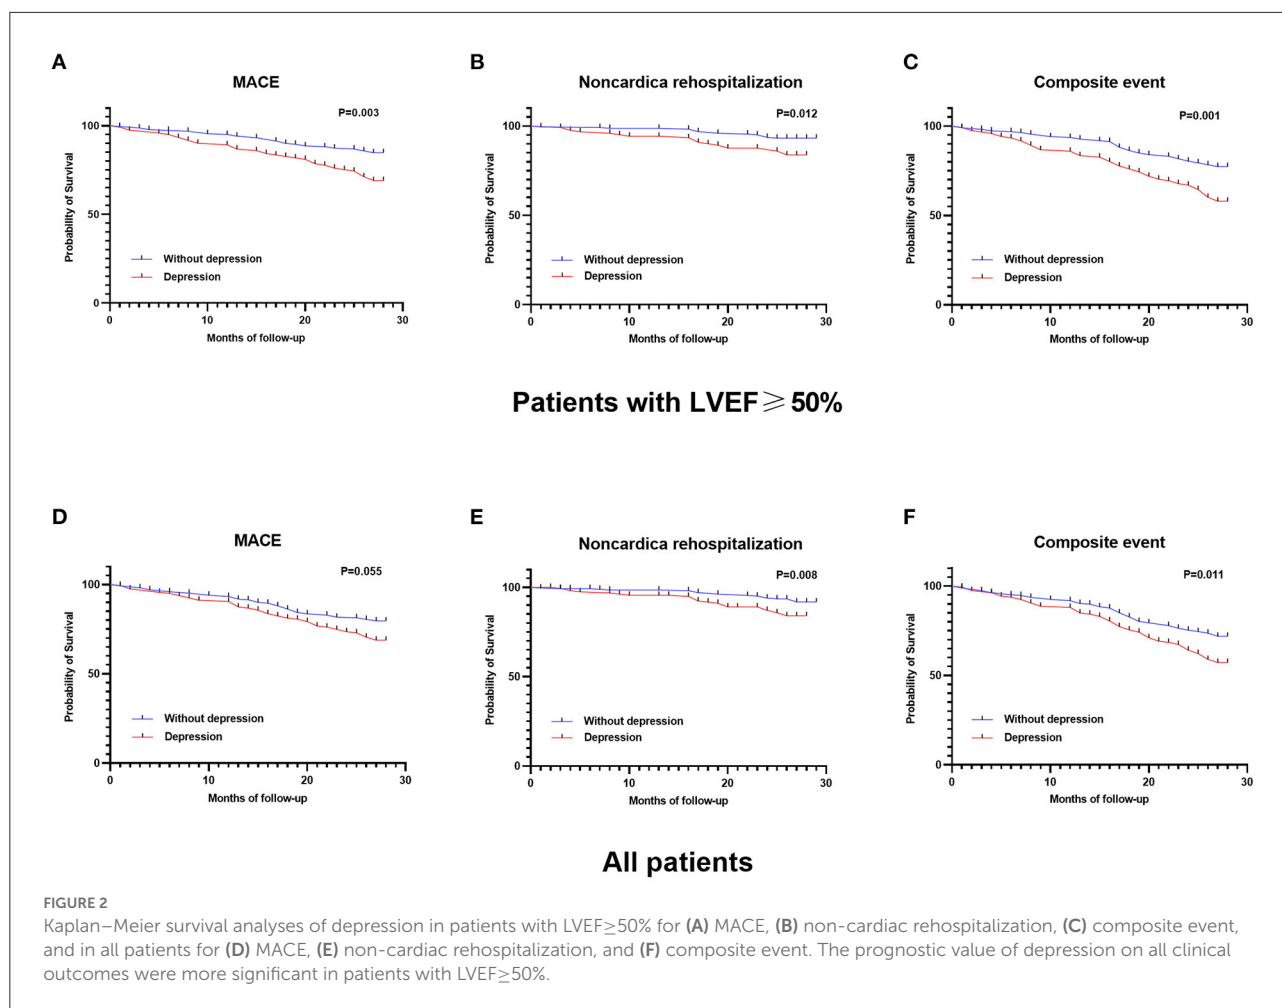 A
MACE
P=0.003
Probability of Survival
100
50
0
Without depression
Depression
0 10 20 30
Months of follow-up
B
Noncardica rehospitalization
P=0.012
Probability of Survival
100
50
0
Without depression
Depression
0 10 20 30
Months of follow-up
C
Composite event
P=0.001
Probability of Survival
100
50
0
Without depression
Depression
0 10 20 30
Months of follow-up
Patients with LVEF⩾50%
D
MACE
P=0.055
Probability of Survival
100
50
0
Without depression
Depression
0 10 20 30
Months of follow-up
E
Noncardica rehospitalization
P=0.008
Probability of Survival
100
50
0
Without depression
Depression
0 10 20 30
Months of follow-up
F
Composite event
P=0.011
Probability of Survival
100
50
0
Without depression
Depression
0 10 20 30
Months of follow-up
All patients
FIGURE 2
Kaplan–Meier survival analyses of depression in patients with LVEF≥50% for (A) MACE, (B) non-cardiac rehospitalization, (C) composite event,
and in all patients for (D) MACE, (E) non-cardiac rehospitalization, and (F) composite event. The prognostic value of depression on all clinical
outcomes were more significant in patients with LVEF≥50%.